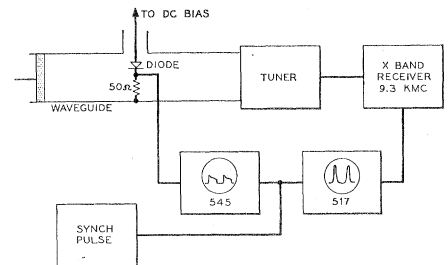 TO DC BIAS
DIODE
50Ω
WAVEGUIDE
TUNER
X BAND
RECEIVER
9.3 KMC
545
517
SYNCH
PULSE